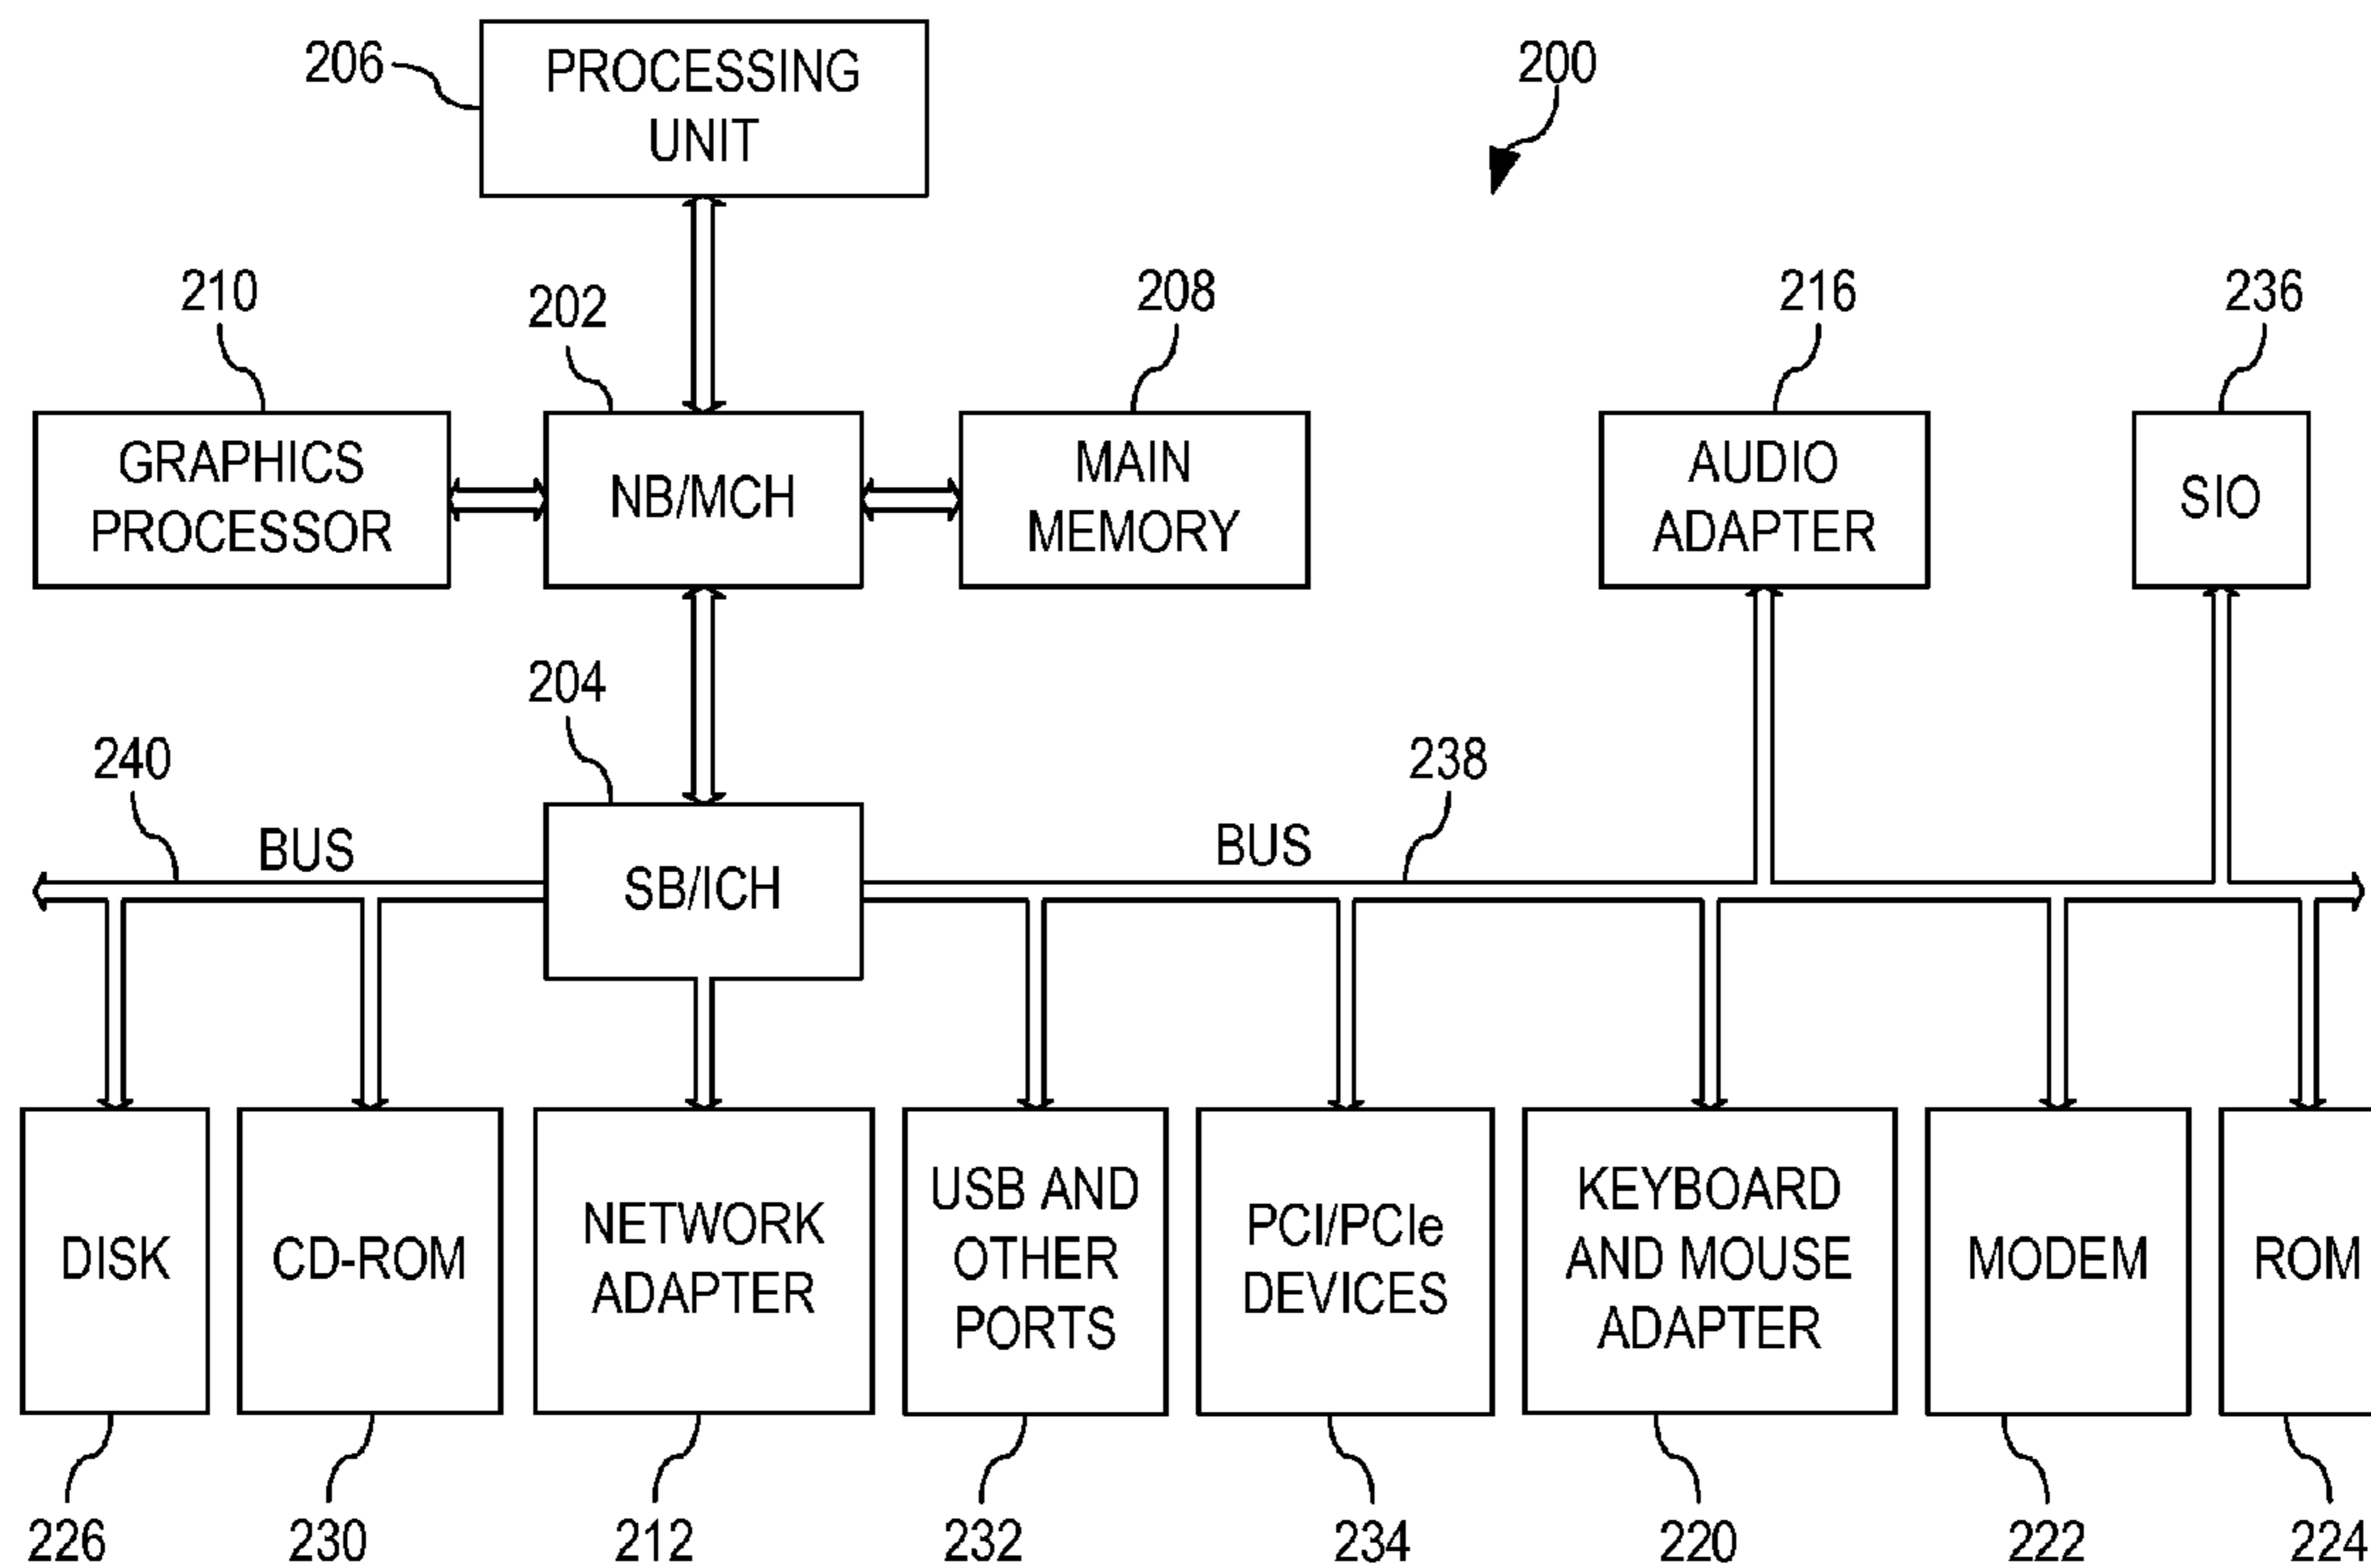 206
PROCESSING
UNIT
200
210
202
208
216
236
GRAPHICS
PROCESSOR
NB/MCH
MAIN
MEMORY
AUDIO
ADAPTER
SIO
204
240
238
BUS
SB/ICH
BUS
DISK
CD-ROM
NETWORK
ADAPTER
USB AND
OTHER
PORTS
PCI/PCIe
DEVICES
KEYBOARD
AND MOUSE
ADAPTER
MODEM
ROM
226
230
212
232
234
220
222
224